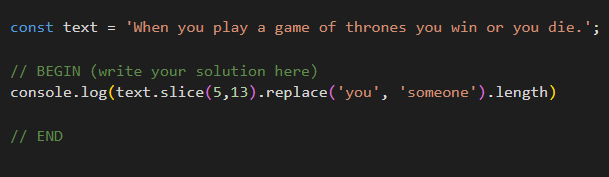 const text = 'When you play a game of thrones you win or you die.';
// BEGIN (write your solution here)
console.log(text.slice(5,13).replace('you', 'someone').length)
// END